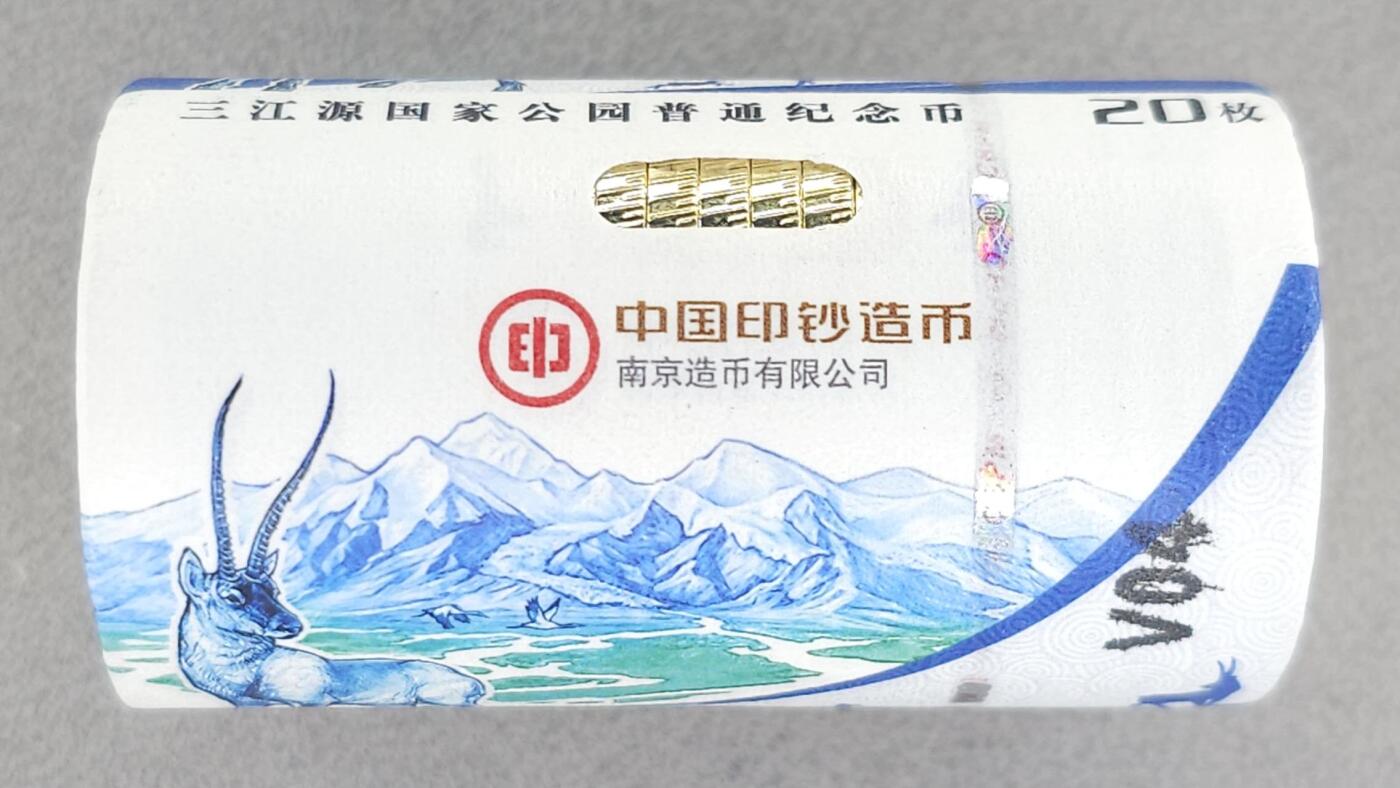 三江源国家公园普通纪念币 20枚
印 中国印钞造币
南京造币有限公司
V04